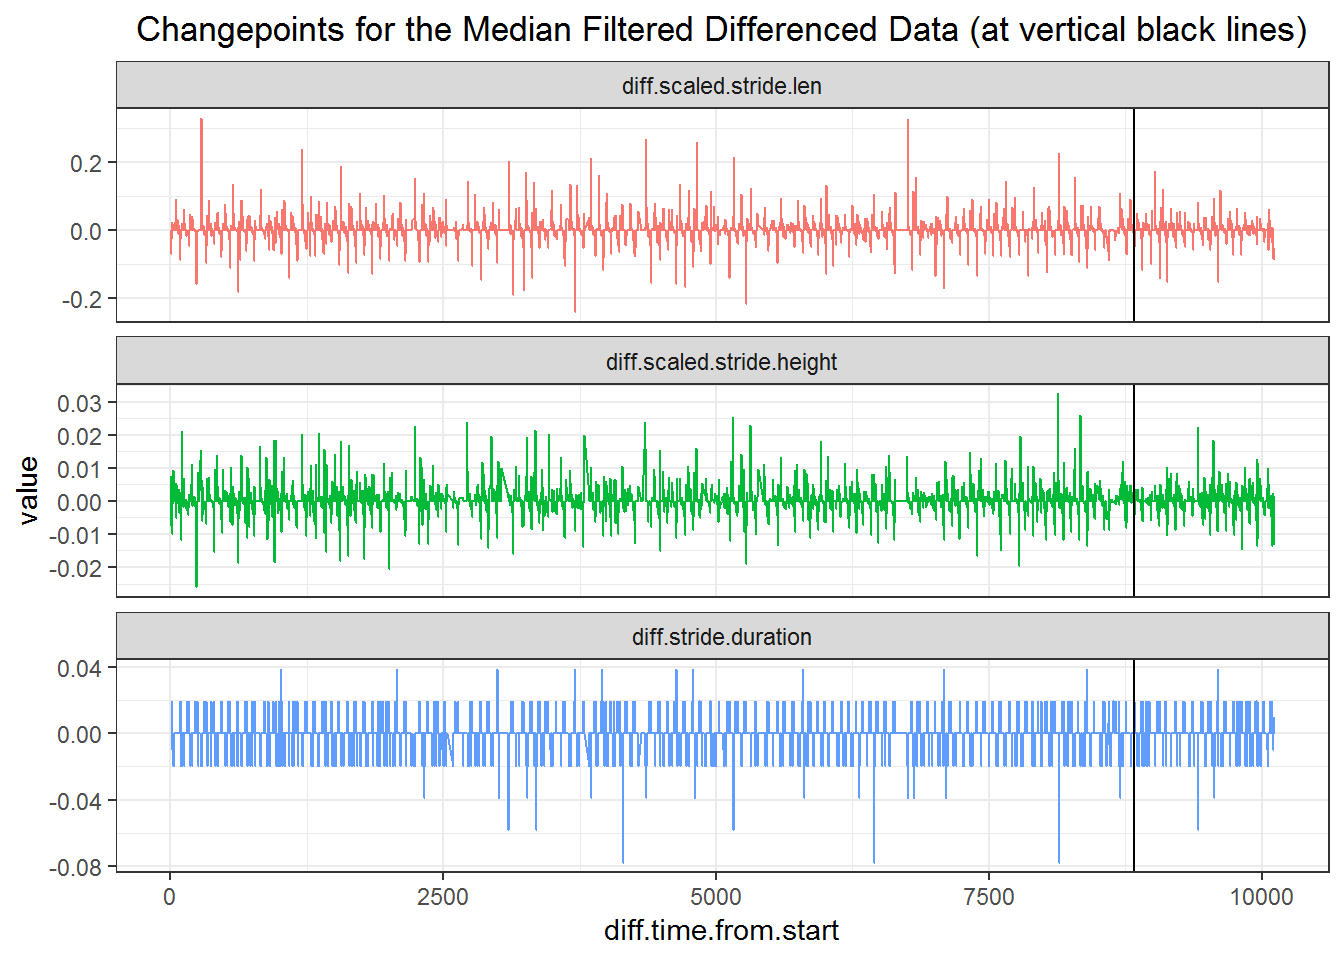 Changepoints for the Median Filtered Differenced Data (at vertical black lines)
diff.scaled.stride.len
0.2
0.0
-0.2
diff.scaled.stride.height
0.03
0.02
0.01
0.00
-0.01
-0.02
value
diff.stride.duration
0.04
0.00
-0.04
-0.08
0 2500 5000 7500 10000
diff.time.from.start